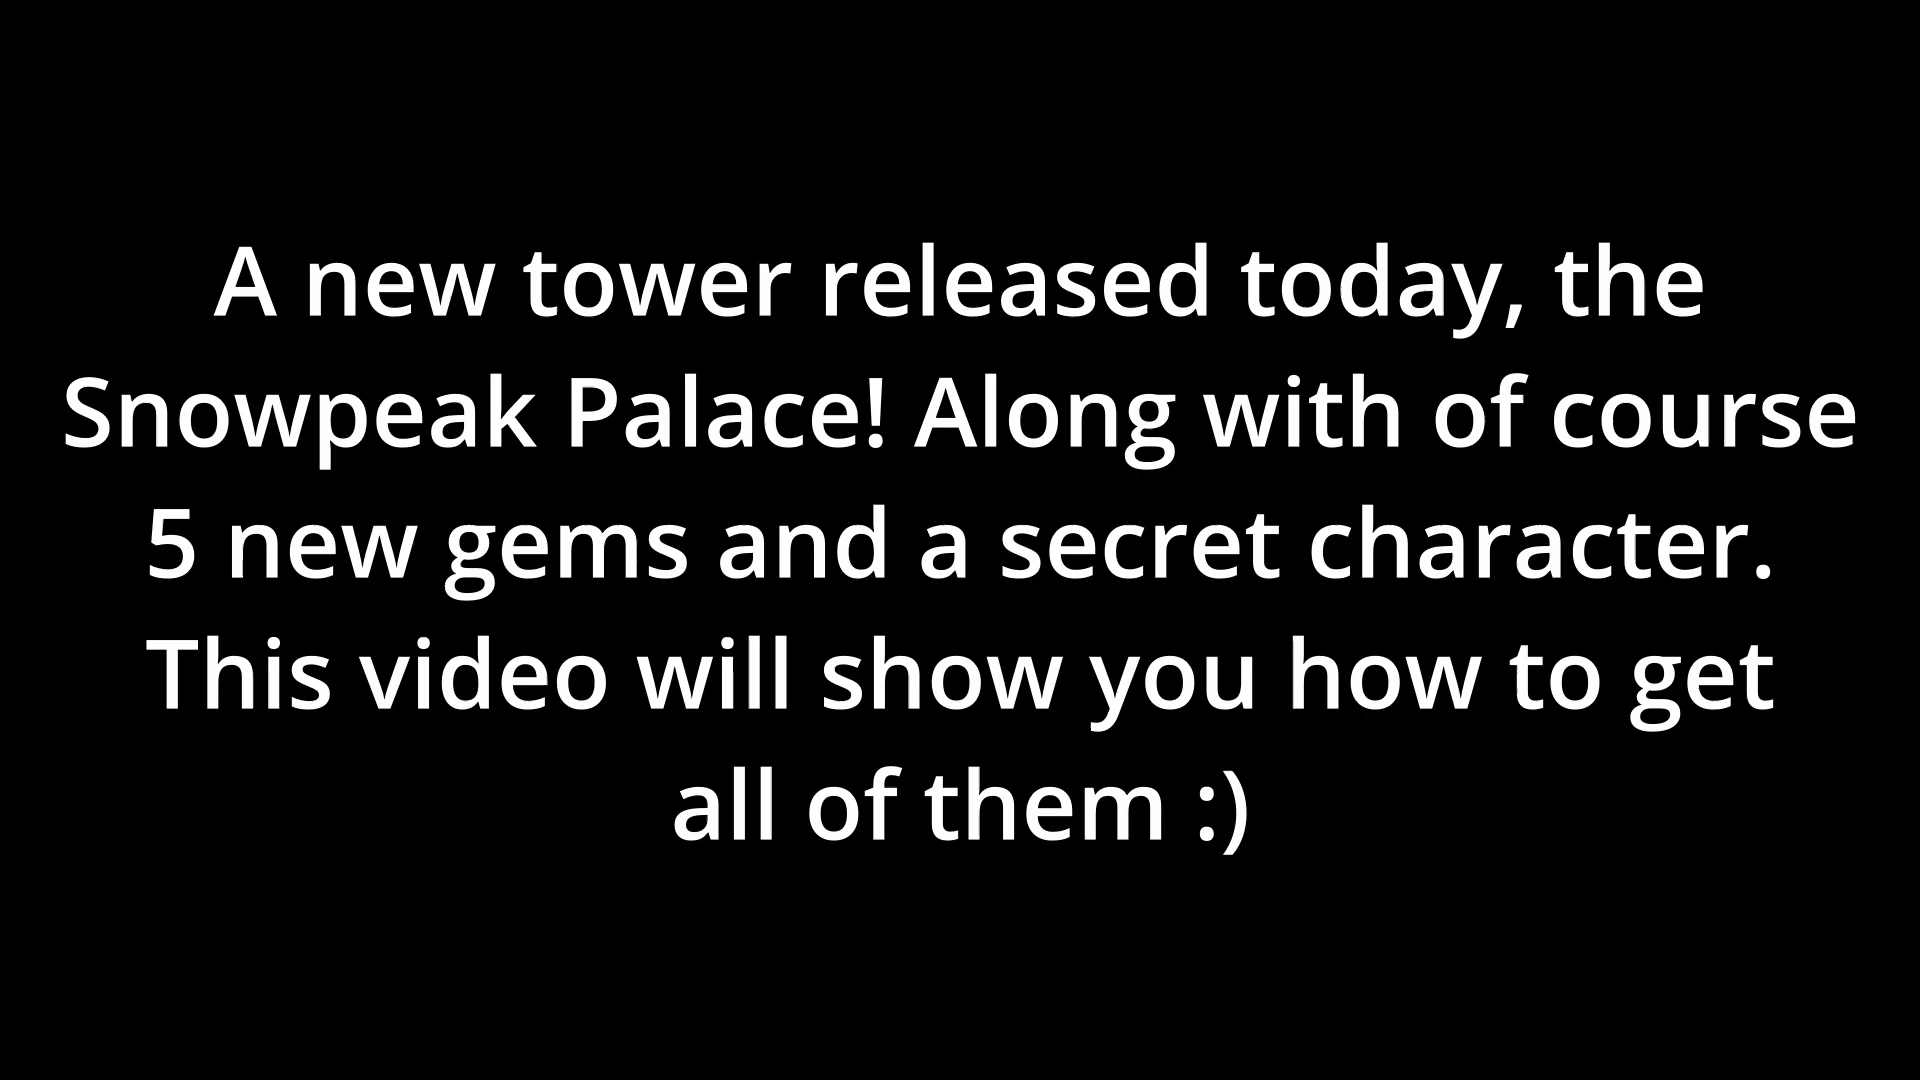 A new tower released today, the
Snowpeak Palace! Along with of course
5 new gems and a secret character.
This video will show you how to get
all of them :)